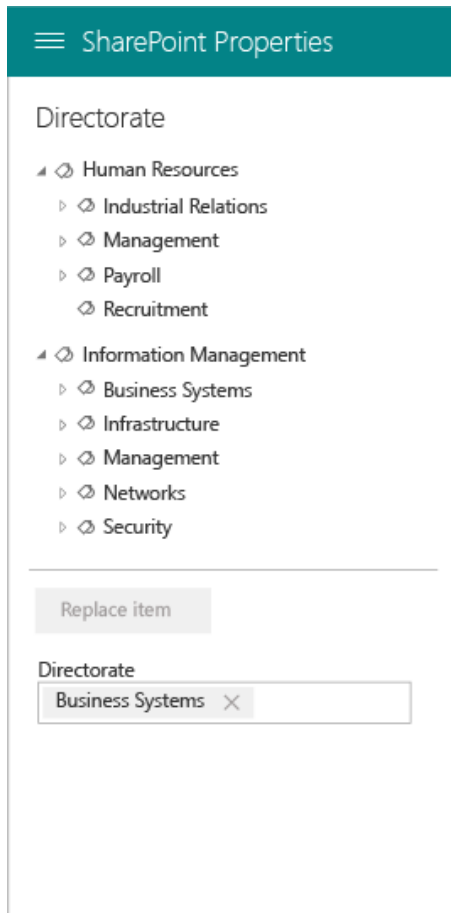 SharePoint Properties
Directorate
Human Resources
Industrial Relations
Management
Payroll
Recruitment
Information Management
Business Systems
Infrastructure
Management
Networks
Security
Replace item
Directorate
Business Systems